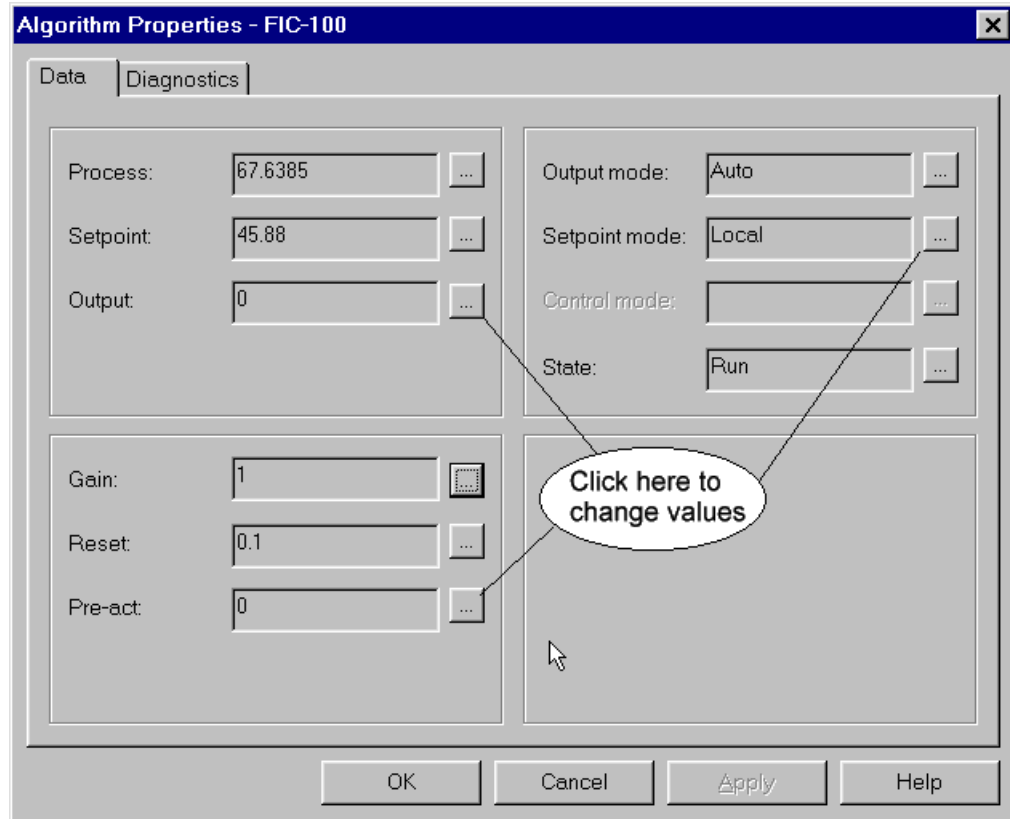 Algorithm Properties - FIC-100
Data
Diagnostics
Process:
67.6385
...
Setpoint:
45.88
...
Output:
0
...
Output mode:
Auto
...
Setpoint mode:
Local
...
Control mode:
...
State:
Run
...
Gain:
1
...
Reset:
0.1
...
Pre-act:
0
...
Click here to
change values
OK
Cancel
Apply
Help